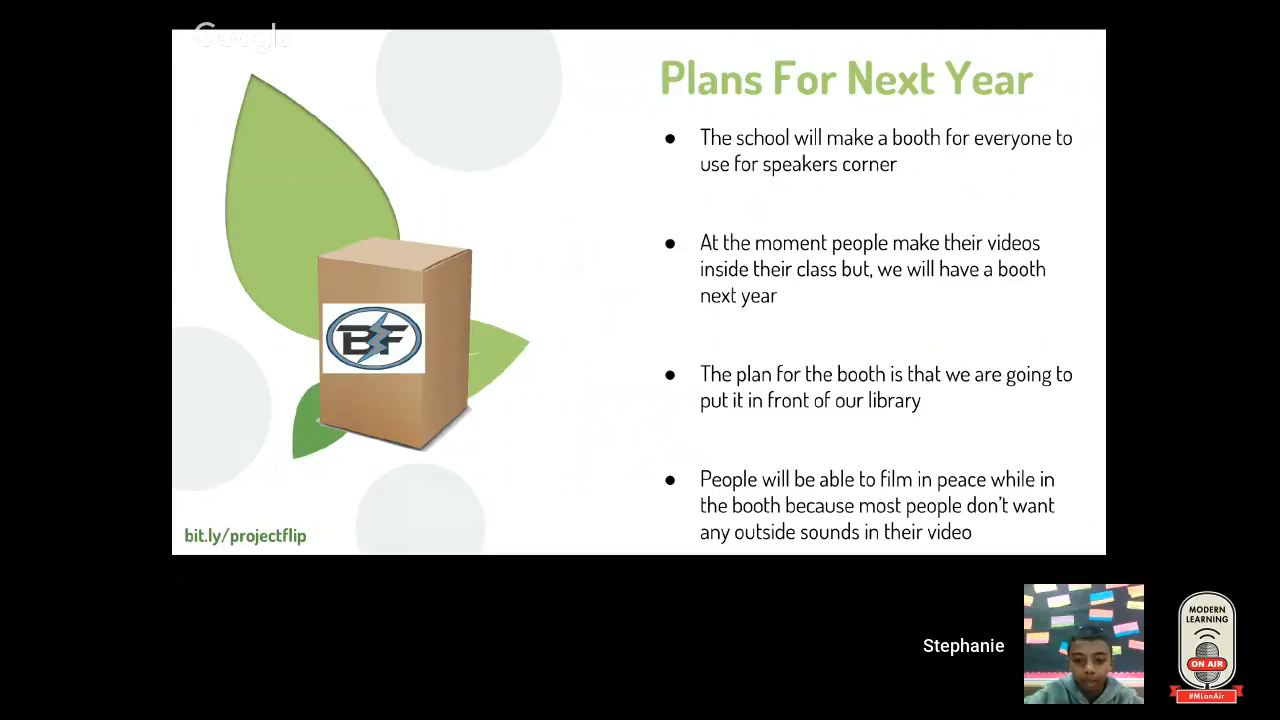 Google
Plans For Next Year
● The school will make a booth for everyone to
use for speakers corner
● At the moment people make their videos
inside their class but, we will have a booth
next year
● The plan for the booth is that we are going to
put it in front of our library
● People will be able to film in peace while in
the booth because most people don't want
any outside sounds in their video
BF
bit.ly/projectflip
Stephanie
MODERN
LEARNING
ON AIR
#MLonAir